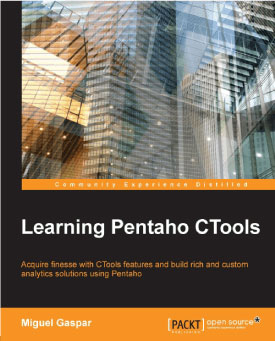 Community Experience Distilled
Learning Pentaho CTools
Acquire finesse with CTools features and build rich and custom
analytics solutions using Pentaho
Miguel Gaspar
[PACKT]
open source*
PUBLISHING